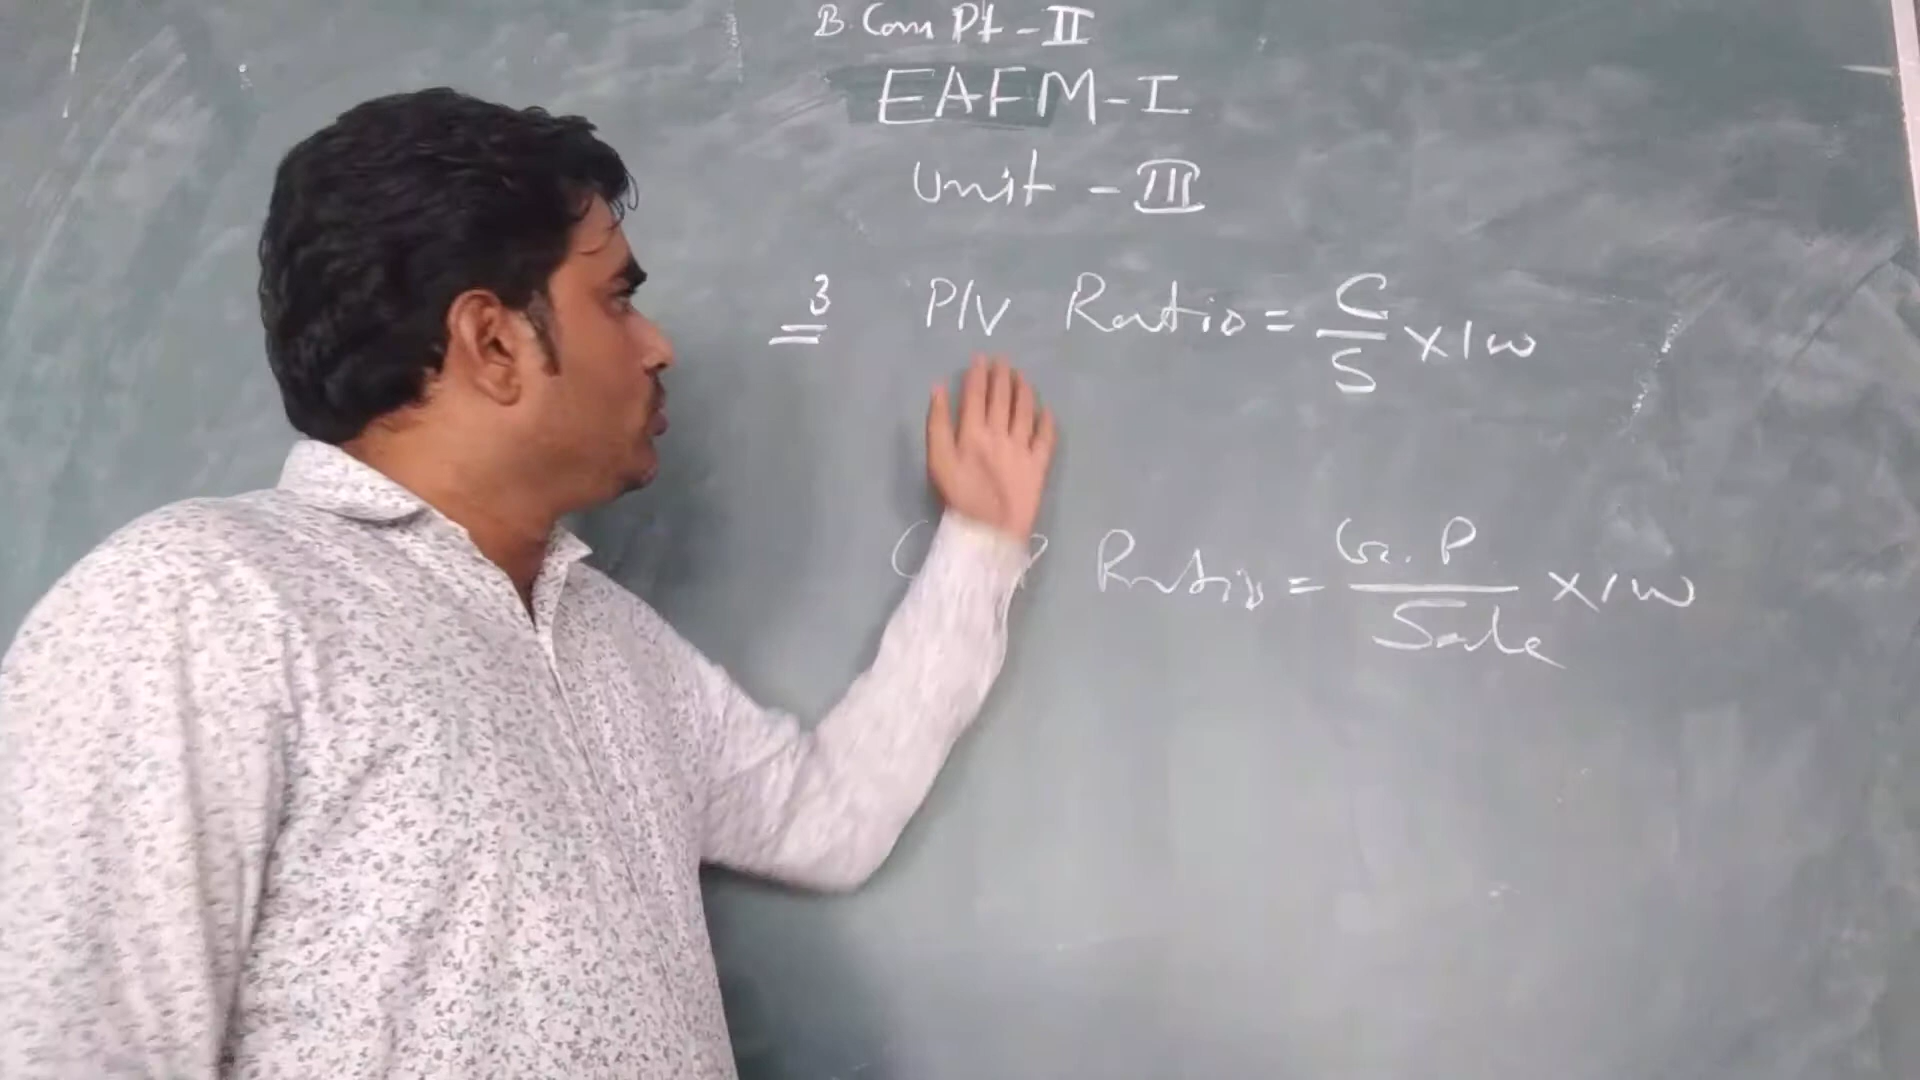 B. Com Pt - II
EAFM - I
Unit - III
3 P/V Ratio = C/S × 100
P Ratio = G. P / Sale × 100